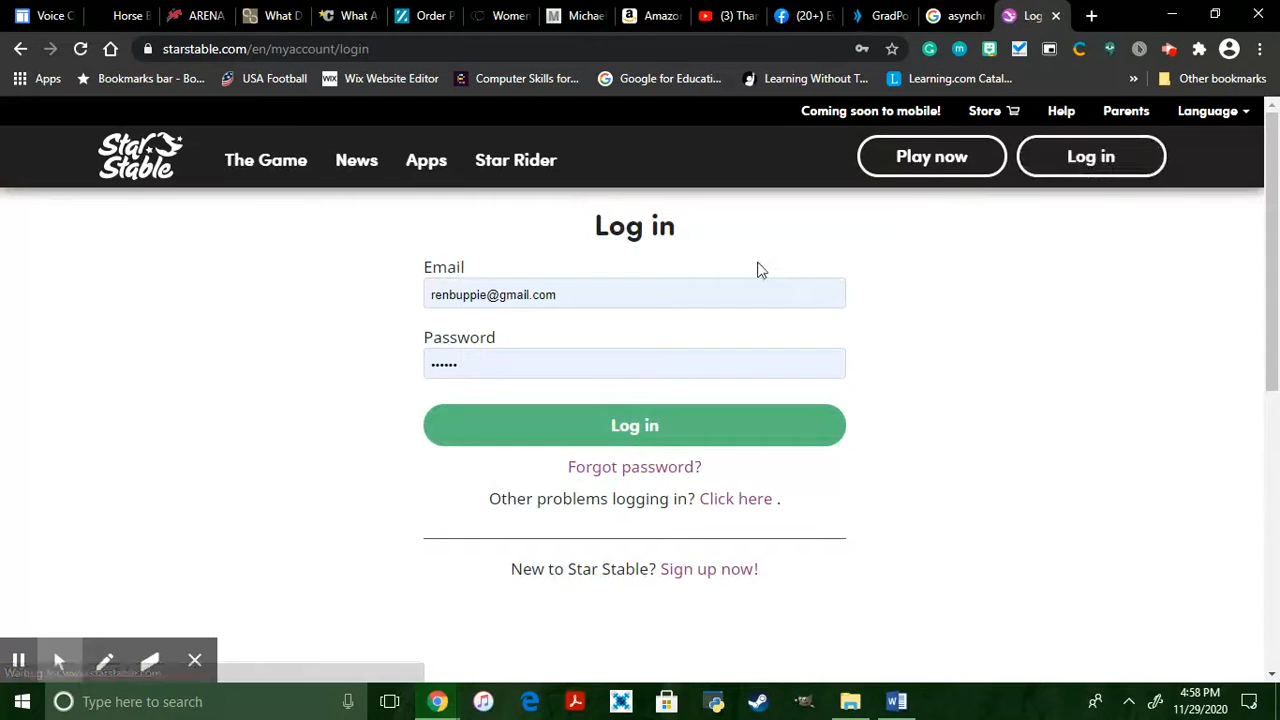 Voice C
Horse B
ARENA
What D
What A
Order P
Wome
Michae
Amazo
(3) Tha
(20+) E
GradPo
asynch
Log
starstable.com/en/myaccount/login
Apps
Bookmarks bar - Bo...
USA Football
WIX
Wix Website Editor
Computer Skills for...
Google for Educati...
Learning Without T...
Learning.com Catal...
Other bookmarks
Coming soon to mobile!
Store
Help
Parents
Language
Star Stable
The Game
News
Apps
Star Rider
Play now
Log in
Log in
Email
renbuppie@gmail.com
Password
••••••
Log in
Forgot password?
Other problems logging in? Click here .
New to Star Stable? Sign up now!
Type here to search
4:58 PM
11/29/2020